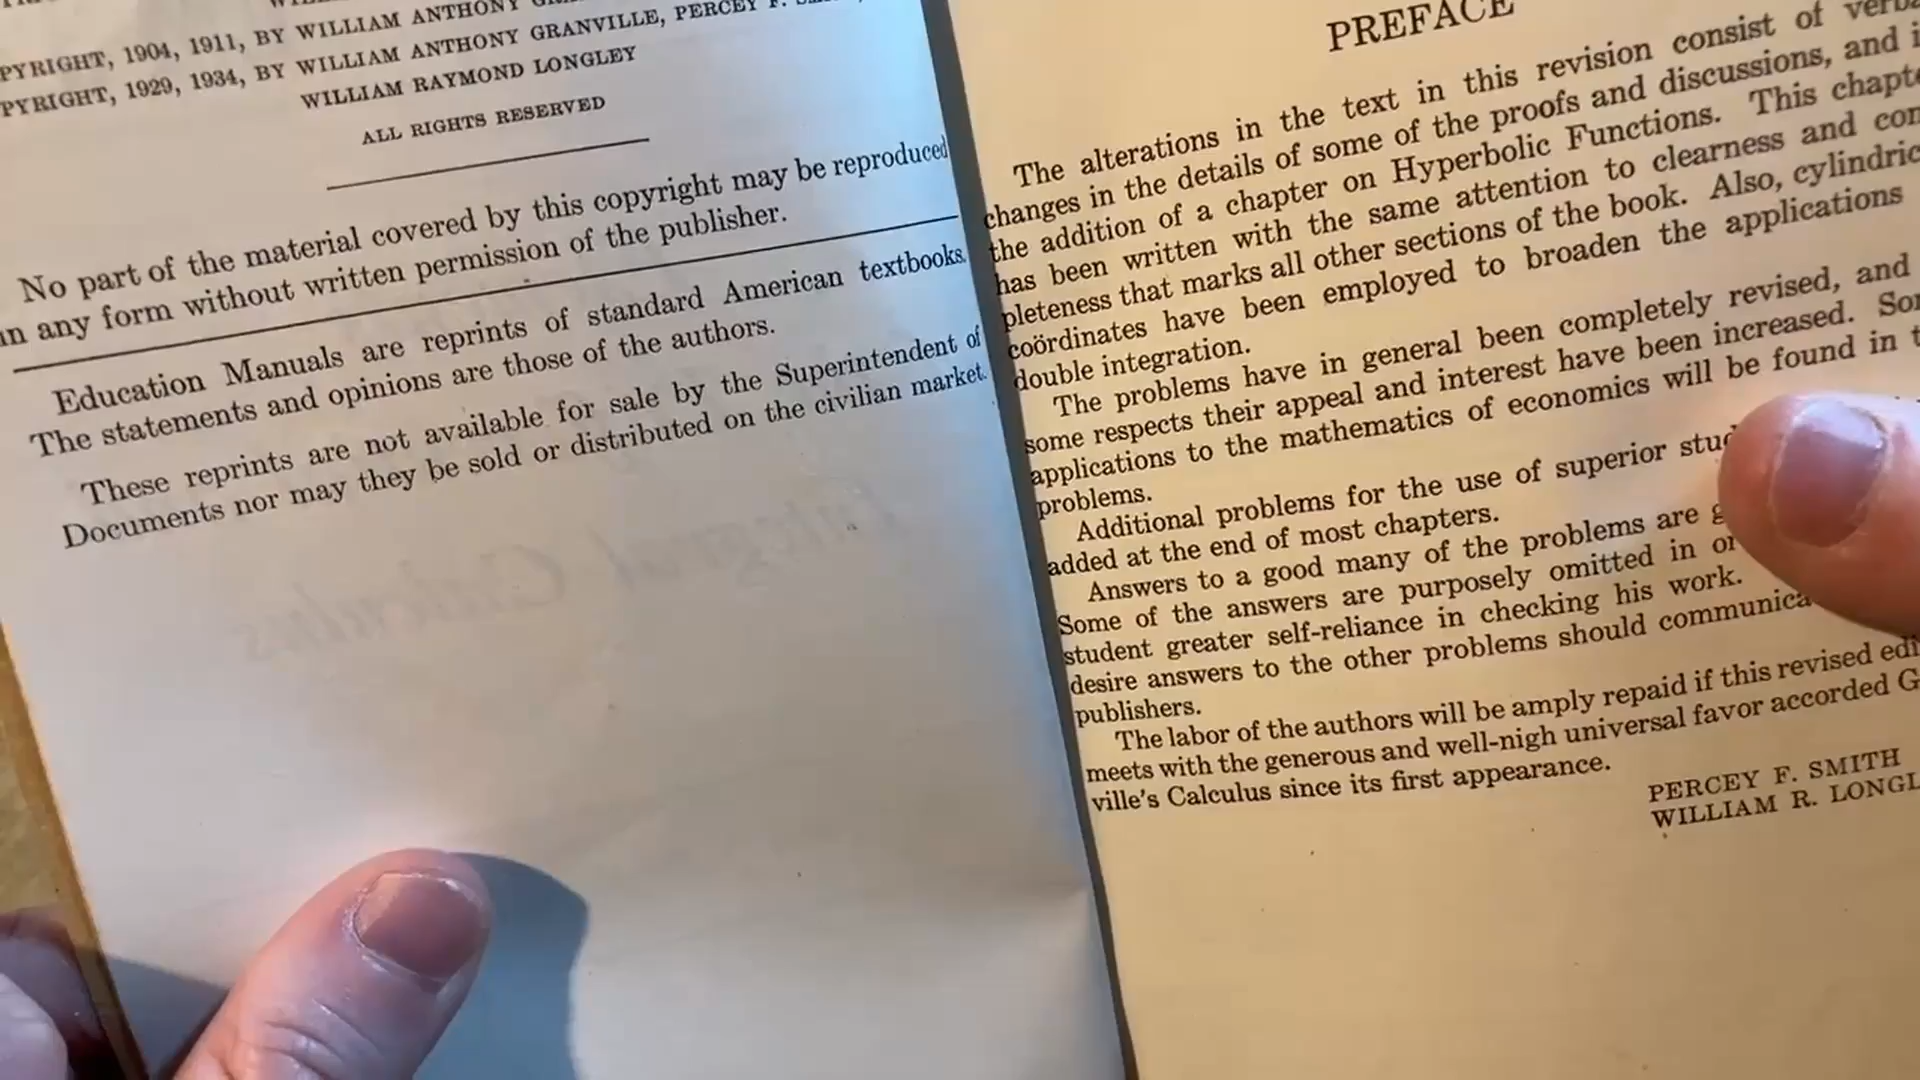 PYRIGHT, 1904, 1911, BY WILLIAM ANTHONY
PYRIGHT, 1929, 1934, BY WILLIAM ANTHONY GRANVILLE, PERCEY F.
WILLIAM RAYMOND LONGLEY
ALL RIGHTS RESERVED
No part of the material covered by this copyright may be reproduced
in any form without written permission of the publisher.
Education Manuals are reprints of standard American textbooks.
The statements and opinions are those of the authors.
These reprints are not available for sale by the Superintendent of
Documents nor may they be sold or distributed on the civilian market.
Integral Calculus
PREFACE
The alterations in the text in this revision consist of
changes in the details of some of the proofs and discussions, and i
the addition of a chapter on Hyperbolic Functions. This chapt
has been written with the same attention to clearness and com
pleteness that marks all other sections of the book. Also, cylindric
coördinates have been employed to broaden the applications
double integration.
The problems have in general been completely revised, and
some respects their appeal and interest have been increased. So
applications to the mathematics of economics will be found in t
problems.
Additional problems for the use of superior stud
added at the end of most chapters.
Answers to a good many of the problems are g
Some of the answers are purposely omitted in or
student greater self-reliance in checking his work.
desire answers to the other problems should communica
publishers.
The labor of the authors will be amply repaid if this revised edi
meets with the generous and well-nigh universal favor accorded G
ville's Calculus since its first appearance.
PERCEY F. SMITH
WILLIAM R. LONGL